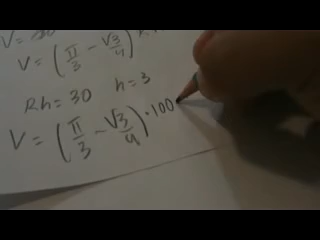 V =
V = (π/3 − √3/4)
Rh = 30 h = 3
V = (π/3 − √3/4) · 100